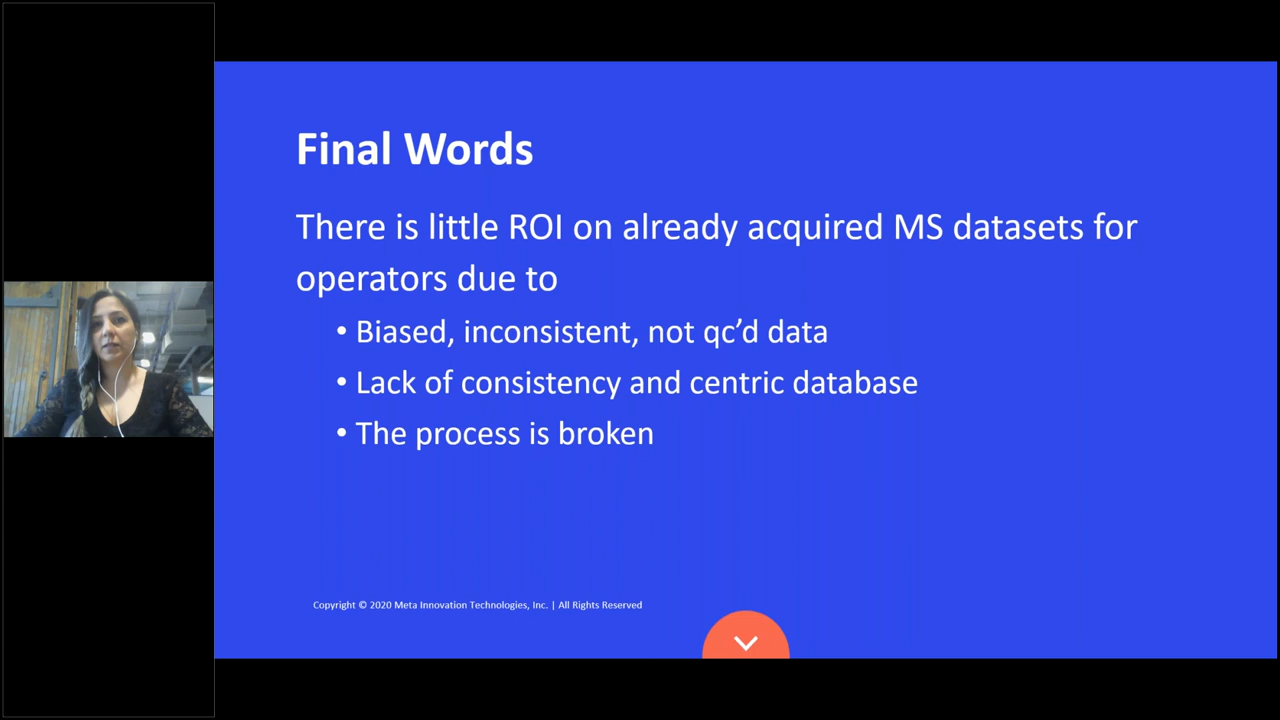 Final Words
There is little ROI on already acquired MS datasets for
operators due to
• Biased, inconsistent, not qc’d data
• Lack of consistency and centric database
• The process is broken
Copyright © 2020 Meta Innovation Technologies, Inc. | All Rights Reserved